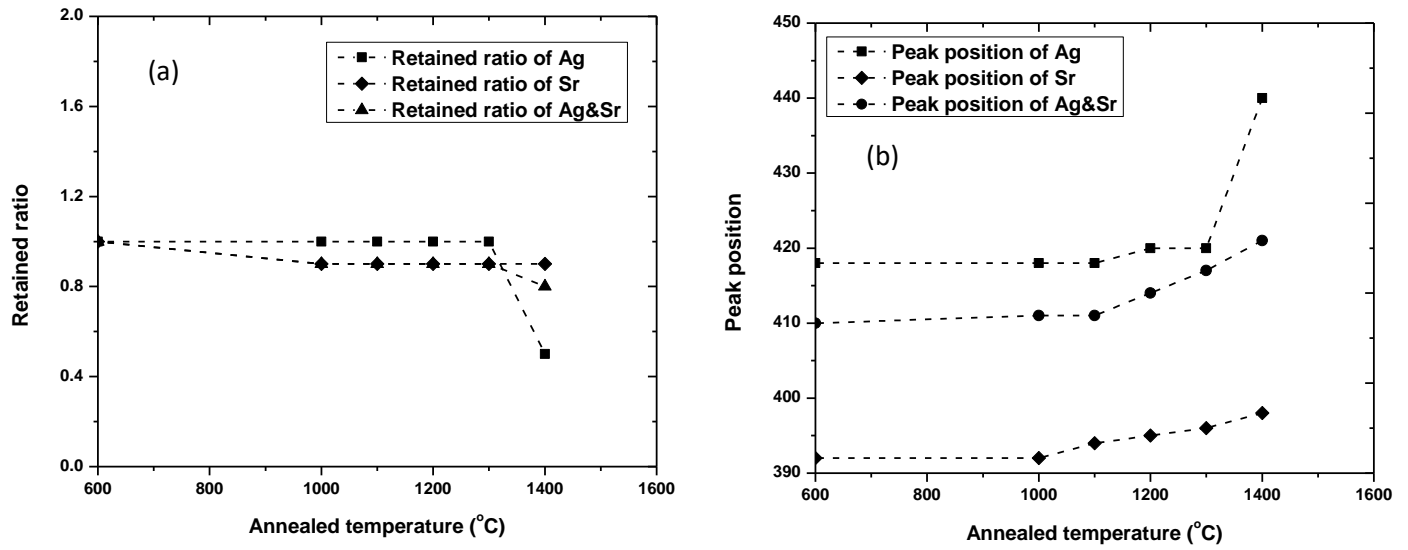 2.0
1.6
1.2
0.8
0.4
0.0
Retained ratio
(a)
Retained ratio of Ag
Retained ratio of Sr
Retained ratio of Ag&Sr
600 800 1000 1200 1400 1600
Annealed temperature (°C)
450
440
430
420
410
400
390
Peak position
Peak position of Ag
Peak position of Sr
Peak position of Ag&Sr
(b)
600 800 1000 1200 1400 1600
Annealed temperature (°C)